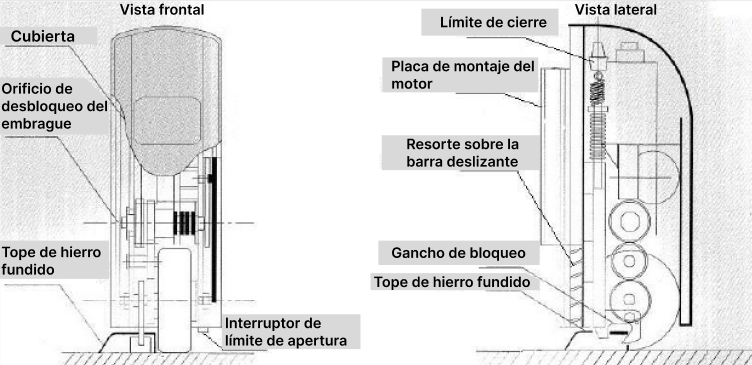 Vista frontal
Cubierta
Orificio de
desbloqueo del
embrague
Tope de hierro
fundido
Interruptor de
límite de apertura
Vista lateral
Límite de cierre
Placa de montaje del
motor
Resorte sobre la
barra deslizante
Gancho de bloqueo
Tope de hierro fundido